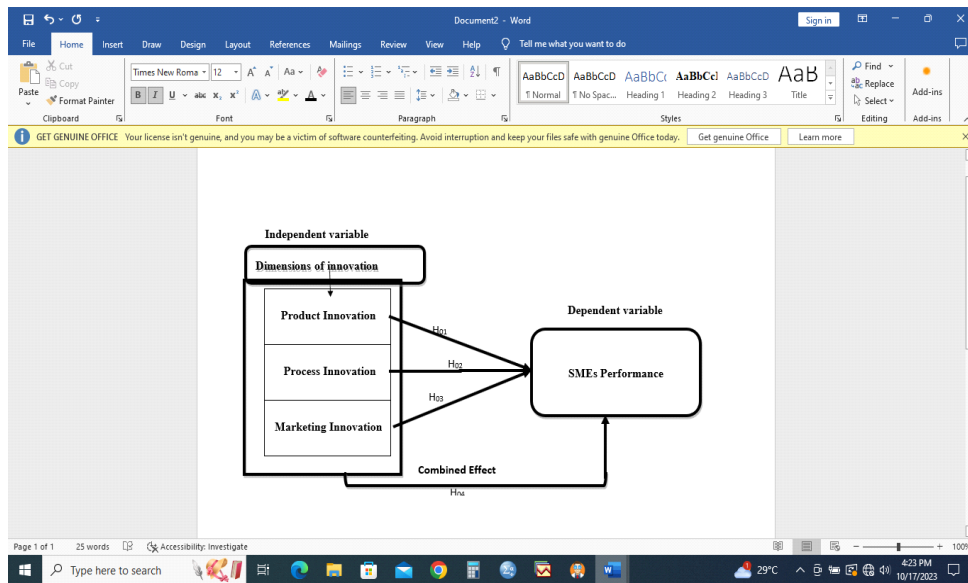 Document2 - Word
Sign in
File Home Insert Draw Design Layout References Mailings Review View Help Tell me what you want to do
Paste
Cut
Copy
Format Painter
Clipboard
Times New Roma 12
Font
Paragraph
AaBbCcD AaBbCcD AaBbCc AaBbCcl AaBbCcD AaB
¶ Normal ¶ No Spac... Heading 1 Heading 2 Heading 3 Title
Styles
Find
Replace
Select
Editing
Add-ins
Add-ins
GET GENUINE OFFICE Your license isn't genuine, and you may be a victim of software counterfeiting. Avoid interruption and keep your files safe with genuine Office today. Get genuine Office Learn more
Independent variable
Dimensions of innovation
Product Innovation
Process Innovation
Marketing Innovation
H01
H02
H03
Dependent variable
SMEs Performance
Combined Effect
H04
Page 1 of 1 25 words Accessibility: Investigate 100%
Type here to search
29°C
4:23 PM
10/17/2023